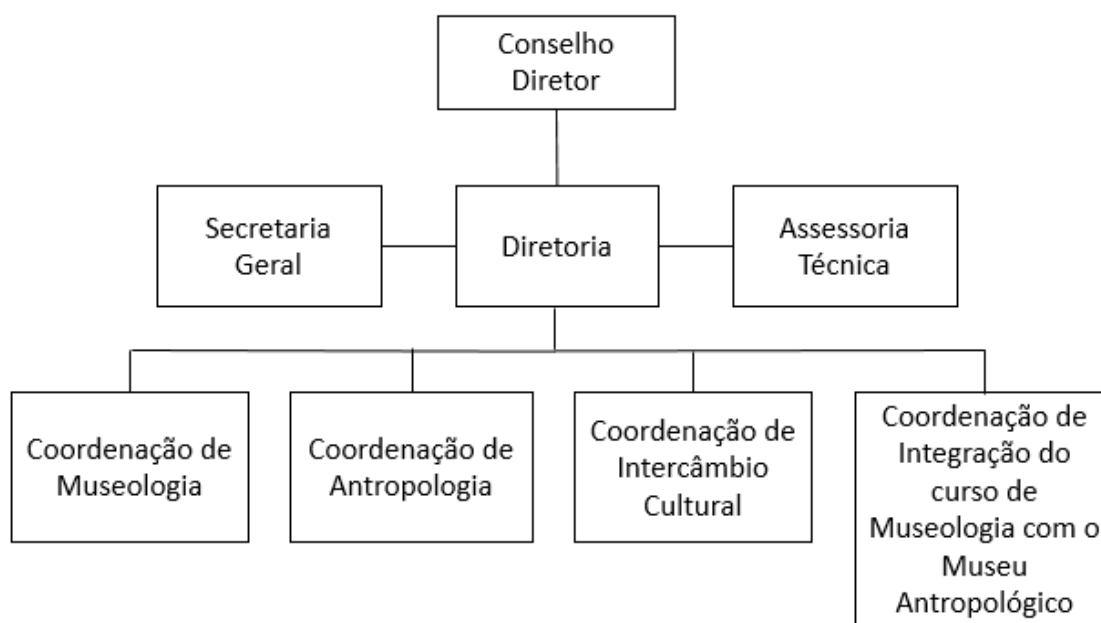 Conselho
Diretor
Secretaria
Geral
Diretoria
Assessoria
Técnica
Coordenação de
Museologia
Coordenação de
Antropologia
Coordenação de
Intercâmbio
Cultural
Coordenação de
Integração do
curso de
Museologia com o
Museu
Antropológico